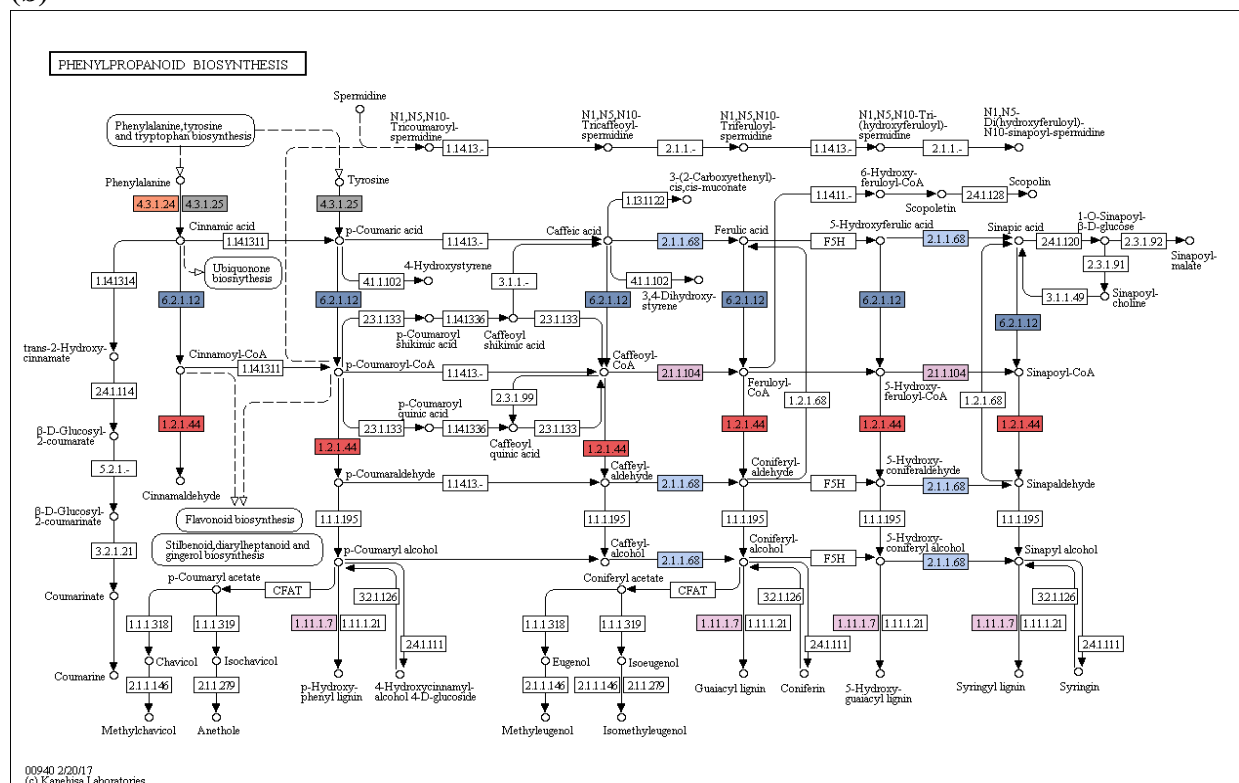 PHENYLPROPANOID BIOSYNTHESIS
Spermidine
Phenylalanine, tyrosine
and tryptophan biosynthesis
N1,N5,N10-
Tricoumaroyl-
spermidine
1.14.13.-
N1,N5,N10-
Tricaffeoyl-
spermidine
2.1.1.-
N1,N5,N10-
Triferuloyl-
spermidine
1.14.13.-
N1,N5,N10-Tri-
(hydroxyferuloyl)-
spermidine
2.1.1.-
N1,N5-
Di(hydroxyferuloyl)-
N10-sinapoyl-spermidine
Phenylalanine
Tyrosine
3-(2-Carboxyethenyl)-
cis,cis-muconate
1.13.11.22
6-Hydroxy-
feruloyl-CoA
1.14.11.-
Scopoletin
2.4.1.128
Scopolin
4.3.1.24
4.3.1.25
4.3.1.25
Cinnamic acid
1.14.13.11
p-Coumaric acid
1.14.13.-
Caffeic acid
2.1.1.68
Ferulic acid
F5H
5-Hydroxyferulic acid
2.1.1.68
Sinapic acid
2.4.1.120
1-O-Sinapoyl-
β-D-glucose
2.3.1.92
Sinapoyl-
malate
2.3.1.91
3.1.1.49
Sinapoyl-
choline
Ubiquonone
biosnythesis
4.1.1.102
4-Hydroxystyrene
3.1.1.-
4.1.1.102
3,4-Dihydroxy-
styrene
1.14.13.14
6.2.1.12
6.2.1.12
6.2.1.12
6.2.1.12
6.2.1.12
6.2.1.12
2.3.1.133
p-Coumaroyl
shikimic acid
1.14.13.36
Caffeoyl
shikimic acid
2.3.1.133
trans-2-Hydroxy-
cinnamate
Cinnamoyl-CoA
1.14.13.11
p-Coumaroyl-CoA
1.14.13.-
Caffeoyl-
CoA
2.1.1.104
Feruloyl-
CoA
5-Hydroxy-
feruloyl-CoA
2.1.1.104
Sinapoyl-CoA
2.4.1.114
2.3.1.99
1.2.1.68
1.2.1.68
p-Coumaroyl
quinic acid
2.3.1.133
1.14.13.36
Caffeoyl
quinic acid
2.3.1.133
β-D-Glucosyl-
2-coumarate
1.2.1.44
1.2.1.44
1.2.1.44
1.2.1.44
1.2.1.44
1.2.1.44
5.2.1.-
Cinnamaldehyde
p-Coumaraldehyde
1.14.13.-
Caffeyl-
aldehyde
2.1.1.68
Coniferyl-
aldehyde
F5H
5-Hydroxy-
coniferaldehyde
2.1.1.68
Sinapaldehyde
β-D-Glucosyl-
2-coumarinate
Flavonoid biosynthesis
Stilbenoid, diarylheptanoid and
gingerol biosynthesis
1.1.1.195
1.1.1.195
1.1.1.195
1.1.1.195
1.1.1.195
3.2.1.21
p-Coumaryl alcohol
Caffeyl-
alcohol
2.1.1.68
Coniferyl-
alcohol
F5H
5-Hydroxy-
coniferyl alcohol
2.1.1.68
Sinapyl alcohol
Coumarinate
p-Coumaryl acetate
CFAT
Coniferyl acetate
CFAT
3.2.1.126
3.2.1.126
3.2.1.126
1.1.1.318
1.1.1.319
1.11.1.7
1.11.1.21
2.4.1.111
1.1.1.318
1.1.1.319
1.11.1.7
1.11.1.21
2.4.1.111
1.11.1.7
1.11.1.21
1.11.1.7
1.11.1.21
2.4.1.111
Coumarine
Chavicol
Isochavicol
Eugenol
Isoeugenol
2.1.1.146
2.1.1.279
2.1.1.146
2.1.1.146
2.1.1.279
p-Hydroxy-
phenyl lignin
4-Hydroxycinnamyl-
alcohol 4-D-glucoside
Guaiacyl lignin
Coniferin
5-Hydroxy-
guaiacyl lignin
Syringyl lignin
Syringin
Methylchavicol
Anethole
Methyleugenol
Isomethyleugenol
00940 2/20/17
(c) Kanehisa Laboratories